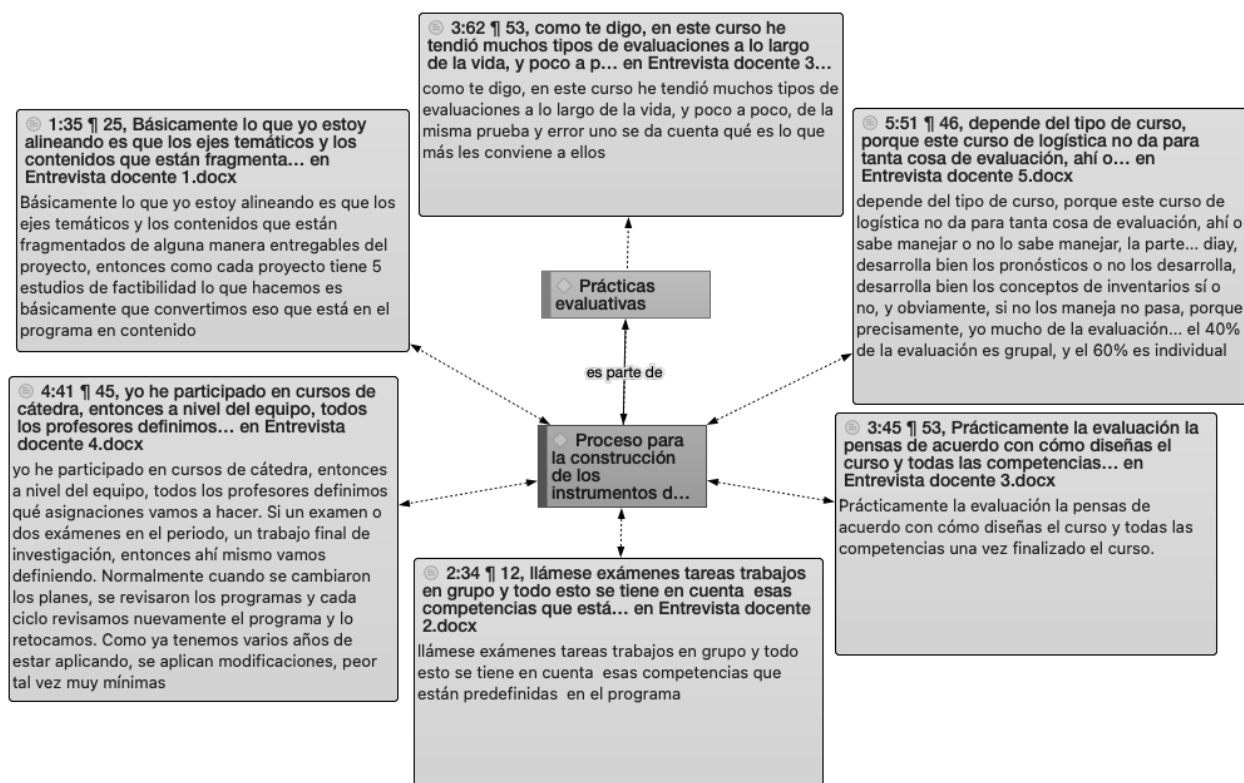 3:62 ¶ 53, como te digo, en este curso he
tendió muchos tipos de evaluaciones a lo largo
de la vida, y poco a p... en Entrevista docente 3...
como te digo, en este curso he tendió muchos tipos de
evaluaciones a lo largo de la vida, y poco a poco, de la
misma prueba y error uno se da cuenta qué es lo que
más les conviene a ellos
1:35 ¶ 25, Básicamente lo que yo estoy
alineando es que los ejes temáticos y los
contenidos que están fragmenta... en
Entrevista docente 1.docx
Básicamente lo que yo estoy alineando es que los
ejes temáticos y los contenidos que están
fragmentados de alguna manera entregables del
proyecto, entonces como cada proyecto tiene 5
estudios de factibilidad lo que hacemos es
básicamente que convertimos eso que está en el
programa en contenido
5:51 ¶ 46, depende del tipo de curso,
porque este curso de logística no da para
tanta cosa de evaluación, ahí o... en
Entrevista docente 5.docx
depende del tipo de curso, porque este curso de
logística no da para tanta cosa de evaluación, ahí o
sabe manejar o no lo sabe manejar, la parte... diay,
desarrolla bien los pronósticos o no los desarrolla,
desarrolla bien los conceptos de inventarios sí o
no, y obviamente, si no los maneja no pasa, porque
precisamente, yo mucho de la evaluación... el 40%
de la evaluación es grupal, y el 60% es individual
Prácticas
evaluativas
es parte de
4:41 ¶ 45, yo he participado en cursos de
cátedra, entonces a nivel del equipo, todos
los profesores definimos... en Entrevista
docente 4.docx
yo he participado en cursos de cátedra, entonces
a nivel del equipo, todos los profesores definimos
qué asignaciones vamos a hacer. Si un examen o
dos exámenes en el periodo, un trabajo final de
investigación, entonces ahí mismo vamos
definiendo. Normalmente cuando se cambiaron
los planes, se revisaron los programas y cada
ciclo revisamos nuevamente el programa y lo
retocamos. Como ya tenemos varios años de
estar aplicando, se aplican modificaciones, peor
tal vez muy mínimas
Proceso para
la construcción
de los
instrumentos d...
3:45 ¶ 53, Prácticamente la evaluación la
pensas de acuerdo con cómo diseñas el
curso y todas las competencias... en
Entrevista docente 3.docx
Prácticamente la evaluación la pensas de
acuerdo con cómo diseñas el curso y todas las
competencias una vez finalizado el curso.
2:34 ¶ 12, llámese exámenes tareas trabajos
en grupo y todo esto se tiene en cuenta esas
competencias que está... en Entrevista docente
2.docx
llámese exámenes tareas trabajos en grupo y todo
esto se tiene en cuenta esas competencias que
están predefinidas en el programa